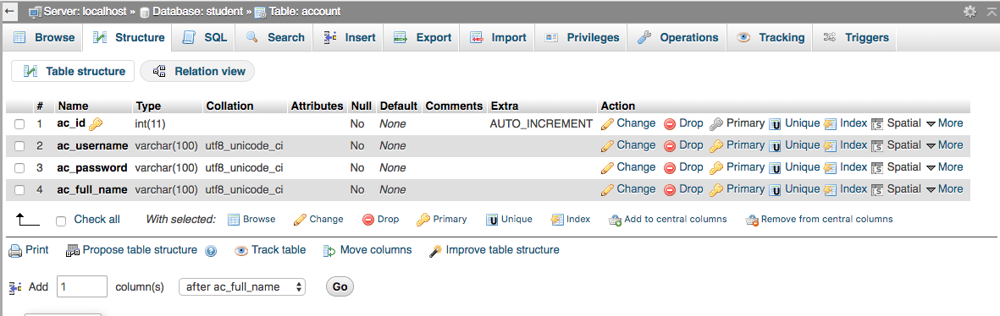 Server: localhost » Database: student » Table: account
Browse Structure SQL Search Insert Export Import Privileges Operations Tracking Triggers
Table structure Relation view
# Name Type Collation Attributes Null Default Comments Extra Action
1 ac_id int(11) No None AUTO_INCREMENT Change Drop Primary Unique Index Spatial More
2 ac_username varchar(100) utf8_unicode_ci No None Change Drop Primary Unique Index Spatial More
3 ac_password varchar(100) utf8_unicode_ci No None Change Drop Primary Unique Index Spatial More
4 ac_full_name varchar(100) utf8_unicode_ci No None Change Drop Primary Unique Index Spatial More
Check all With selected: Browse Change Drop Primary Unique Index Add to central columns Remove from central columns
Print Propose table structure Track table Move columns Improve table structure
Add 1 column(s) after ac_full_name Go